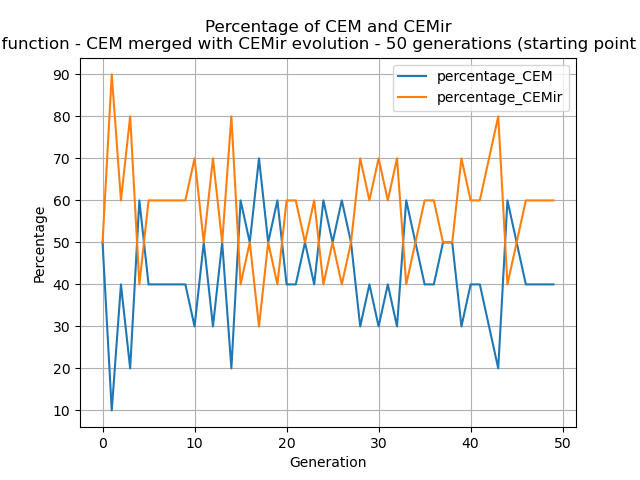 Percentage of CEM and CEMir
function - CEM merged with CEMir evolution - 50 generations (starting point
percentage_CEM
percentage_CEMir
Percentage
90
80
70
60
50
40
30
20
10
0 10 20 30 40 50
Generation